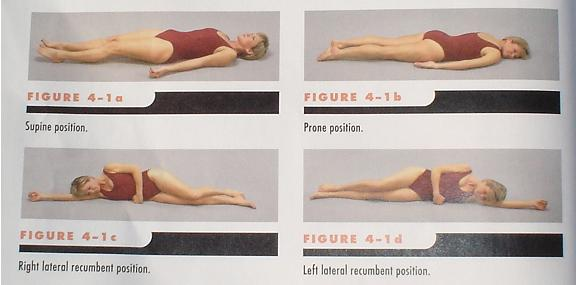 FIGURE 4-1a
Supine position.
FIGURE 4-1b
Prone position.
FIGURE 4-1c
Right lateral recumbent position.
FIGURE 4-1d
Left lateral recumbent position.